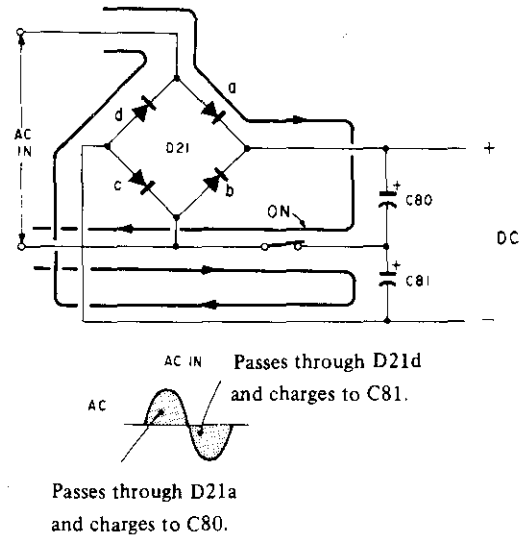 a
d
AC
IN
D21
c
b
ON
+
+
C80
DC
+
C81
−
AC IN
Passes through D21d
and charges to C81.
AC
Passes through D21a
and charges to C80.